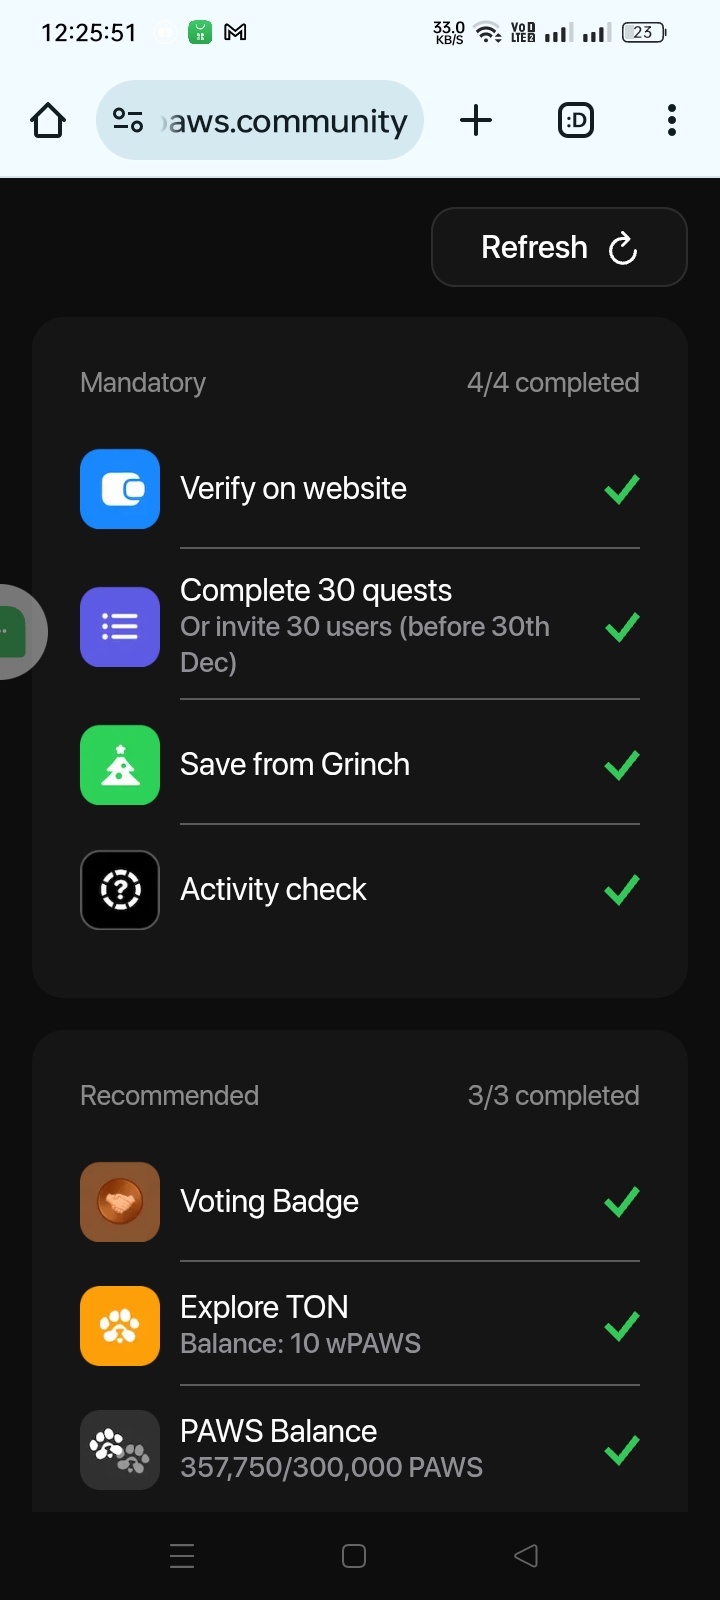 12:25:51
33.0
KB/S
VoD
LTE2
23
aws.community
:D
Refresh
Mandatory
4/4 completed
Verify on website
Complete 30 quests
Or invite 30 users (before 30th
Dec)
Save from Grinch
Activity check
Recommended
3/3 completed
Voting Badge
Explore TON
Balance: 10 wPAWS
PAWS Balance
357,750/300,000 PAWS